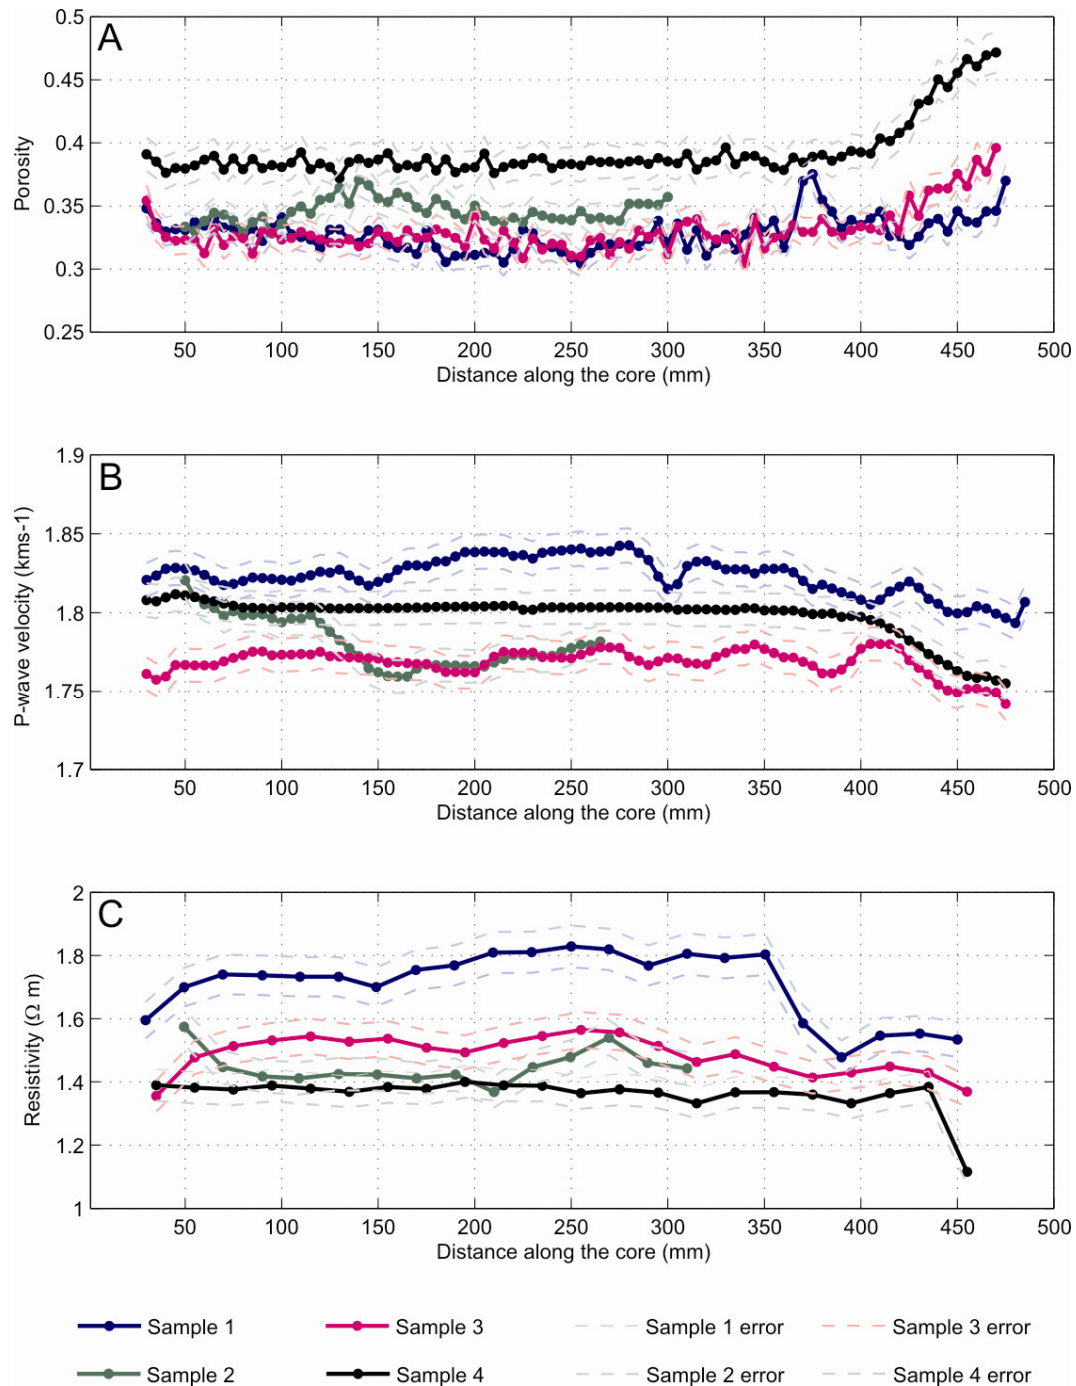 A
0.5
0.45
0.4
0.35
0.3
0.25
Porosity
50 100 150 200 250 300 350 400 450 500
Distance along the core (mm)
B
1.9
1.85
1.8
1.75
1.7
P-wave velocity (kms-1)
50 100 150 200 250 300 350 400 450 500
Distance along the core (mm)
C
2
1.8
1.6
1.4
1.2
1
Resistivity (Ω m)
50 100 150 200 250 300 350 400 450 500
Distance along the core (mm)
Sample 1 Sample 3 Sample 1 error Sample 3 error
Sample 2 Sample 4 Sample 2 error Sample 4 error